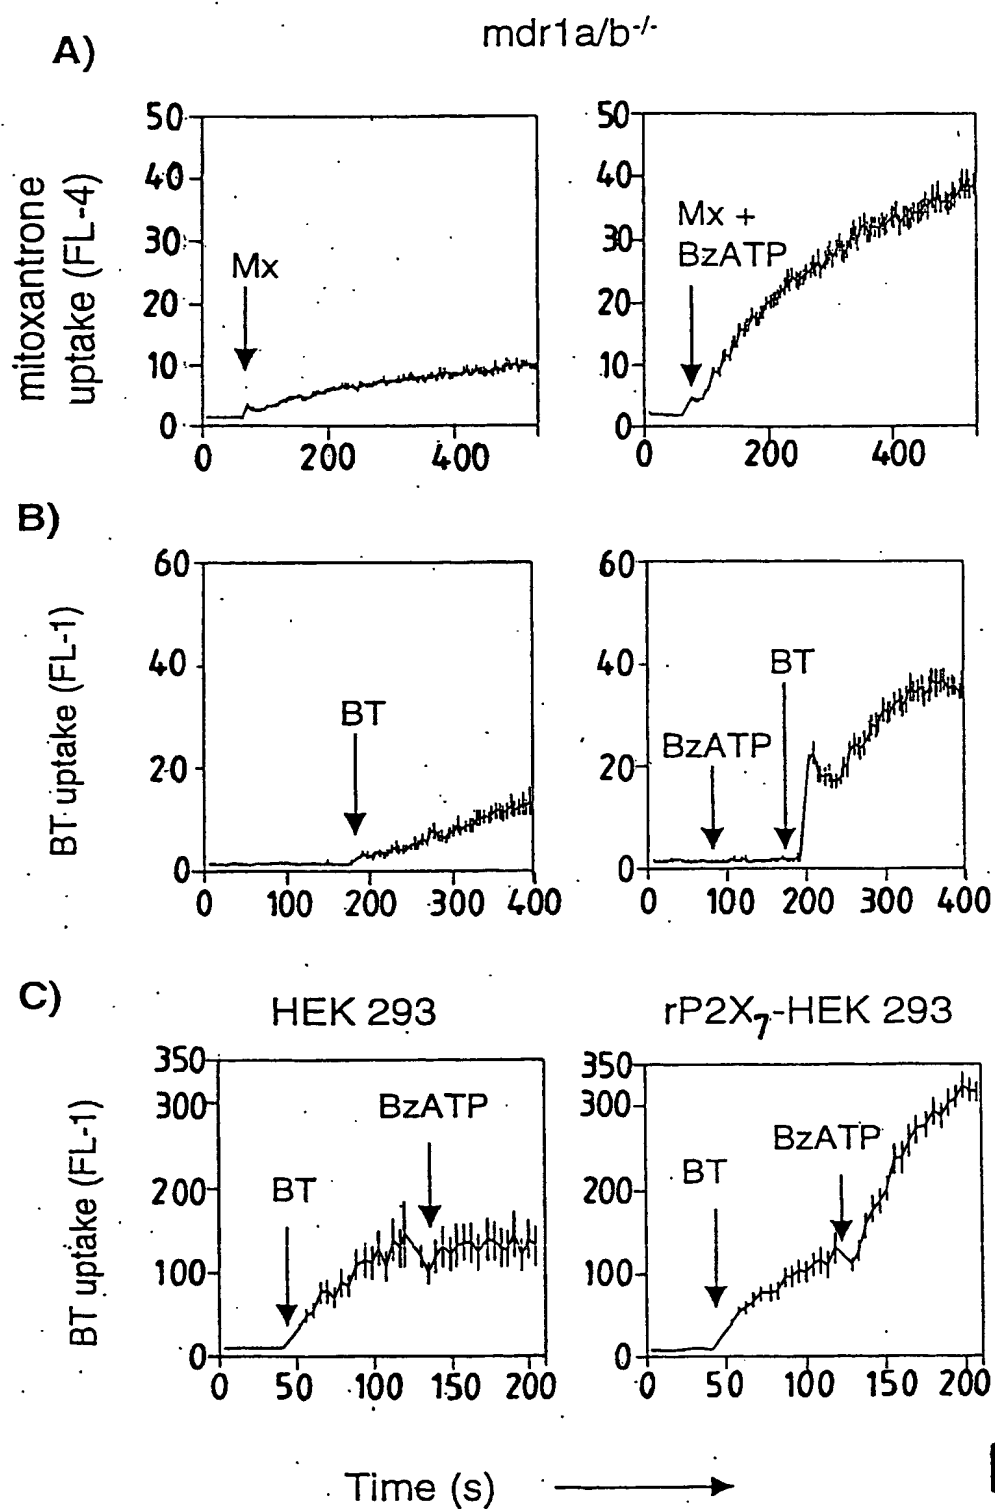 A)
mdr1a/b-/-
mitoxantrone
uptake (FL-4)
50
40
30
20
10
0
Mx
0 200 400
50
40
30
20
10
0
Mx +
BzATP
0 200 400
B)
BT uptake (FL-1)
60
40
20
0
BT
0 100 200 300 400
60
40
20
0
BzATP
BT
0 100 200 300 400
C)
HEK 293
BT uptake (FL-1)
350
300
200
100
0
BT
BzATP
0 50 100 150 200
rP2X7-HEK 293
350
300
200
100
0
BT
BzATP
0 50 100 150 200
Time (s)